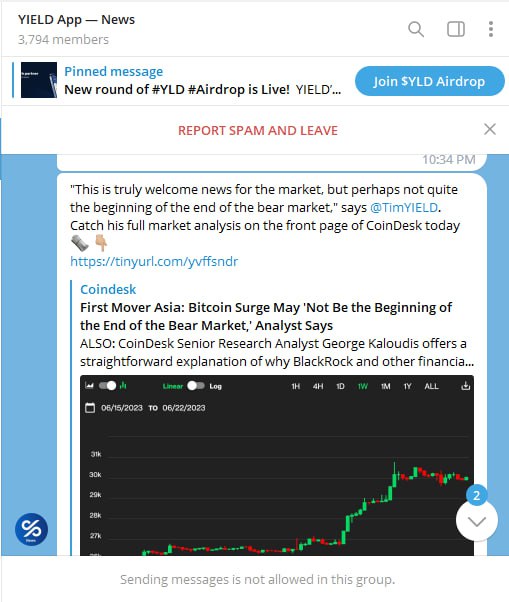 YIELD App — News
3,794 members
Pinned message
New round of #YLD #Airdrop is Live! YIELD'...
Join $YLD Airdrop
REPORT SPAM AND LEAVE
10:34 PM
"This is truly welcome news for the market, but perhaps not quite
the beginning of the end of the bear market," says @TimYIELD.
Catch his full market analysis on the front page of CoinDesk today
🗞 👇🏼
https://tinyurl.com/yvffsndr
Coindesk
First Mover Asia: Bitcoin Surge May 'Not Be the Beginning of
the End of the Bear Market,' Analyst Says
ALSO: CoinDesk Senior Research Analyst George Kaloudis offers a
straightforward explanation of why BlackRock and other financia...
Linear Log 1H 4H 1D 1W 1M 1Y ALL
06/15/2023 TO 06/22/2023
31k
30k
29k
28k
27k
2
Sending messages is not allowed in this group.